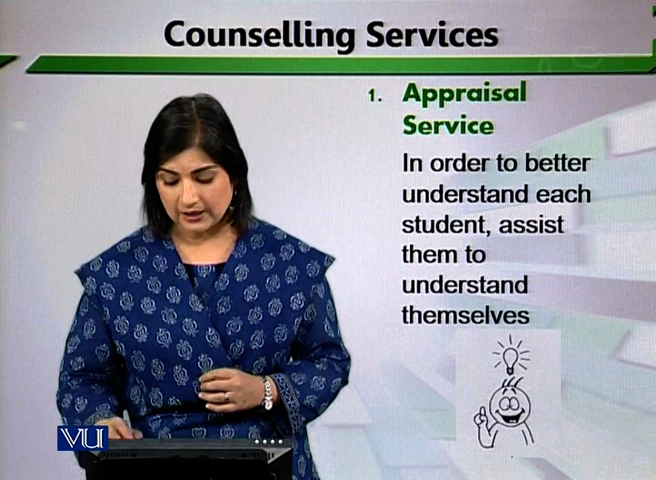 Counselling Services
1. Appraisal
Service
In order to better
understand each
student, assist
them to
understand
themselves
VU